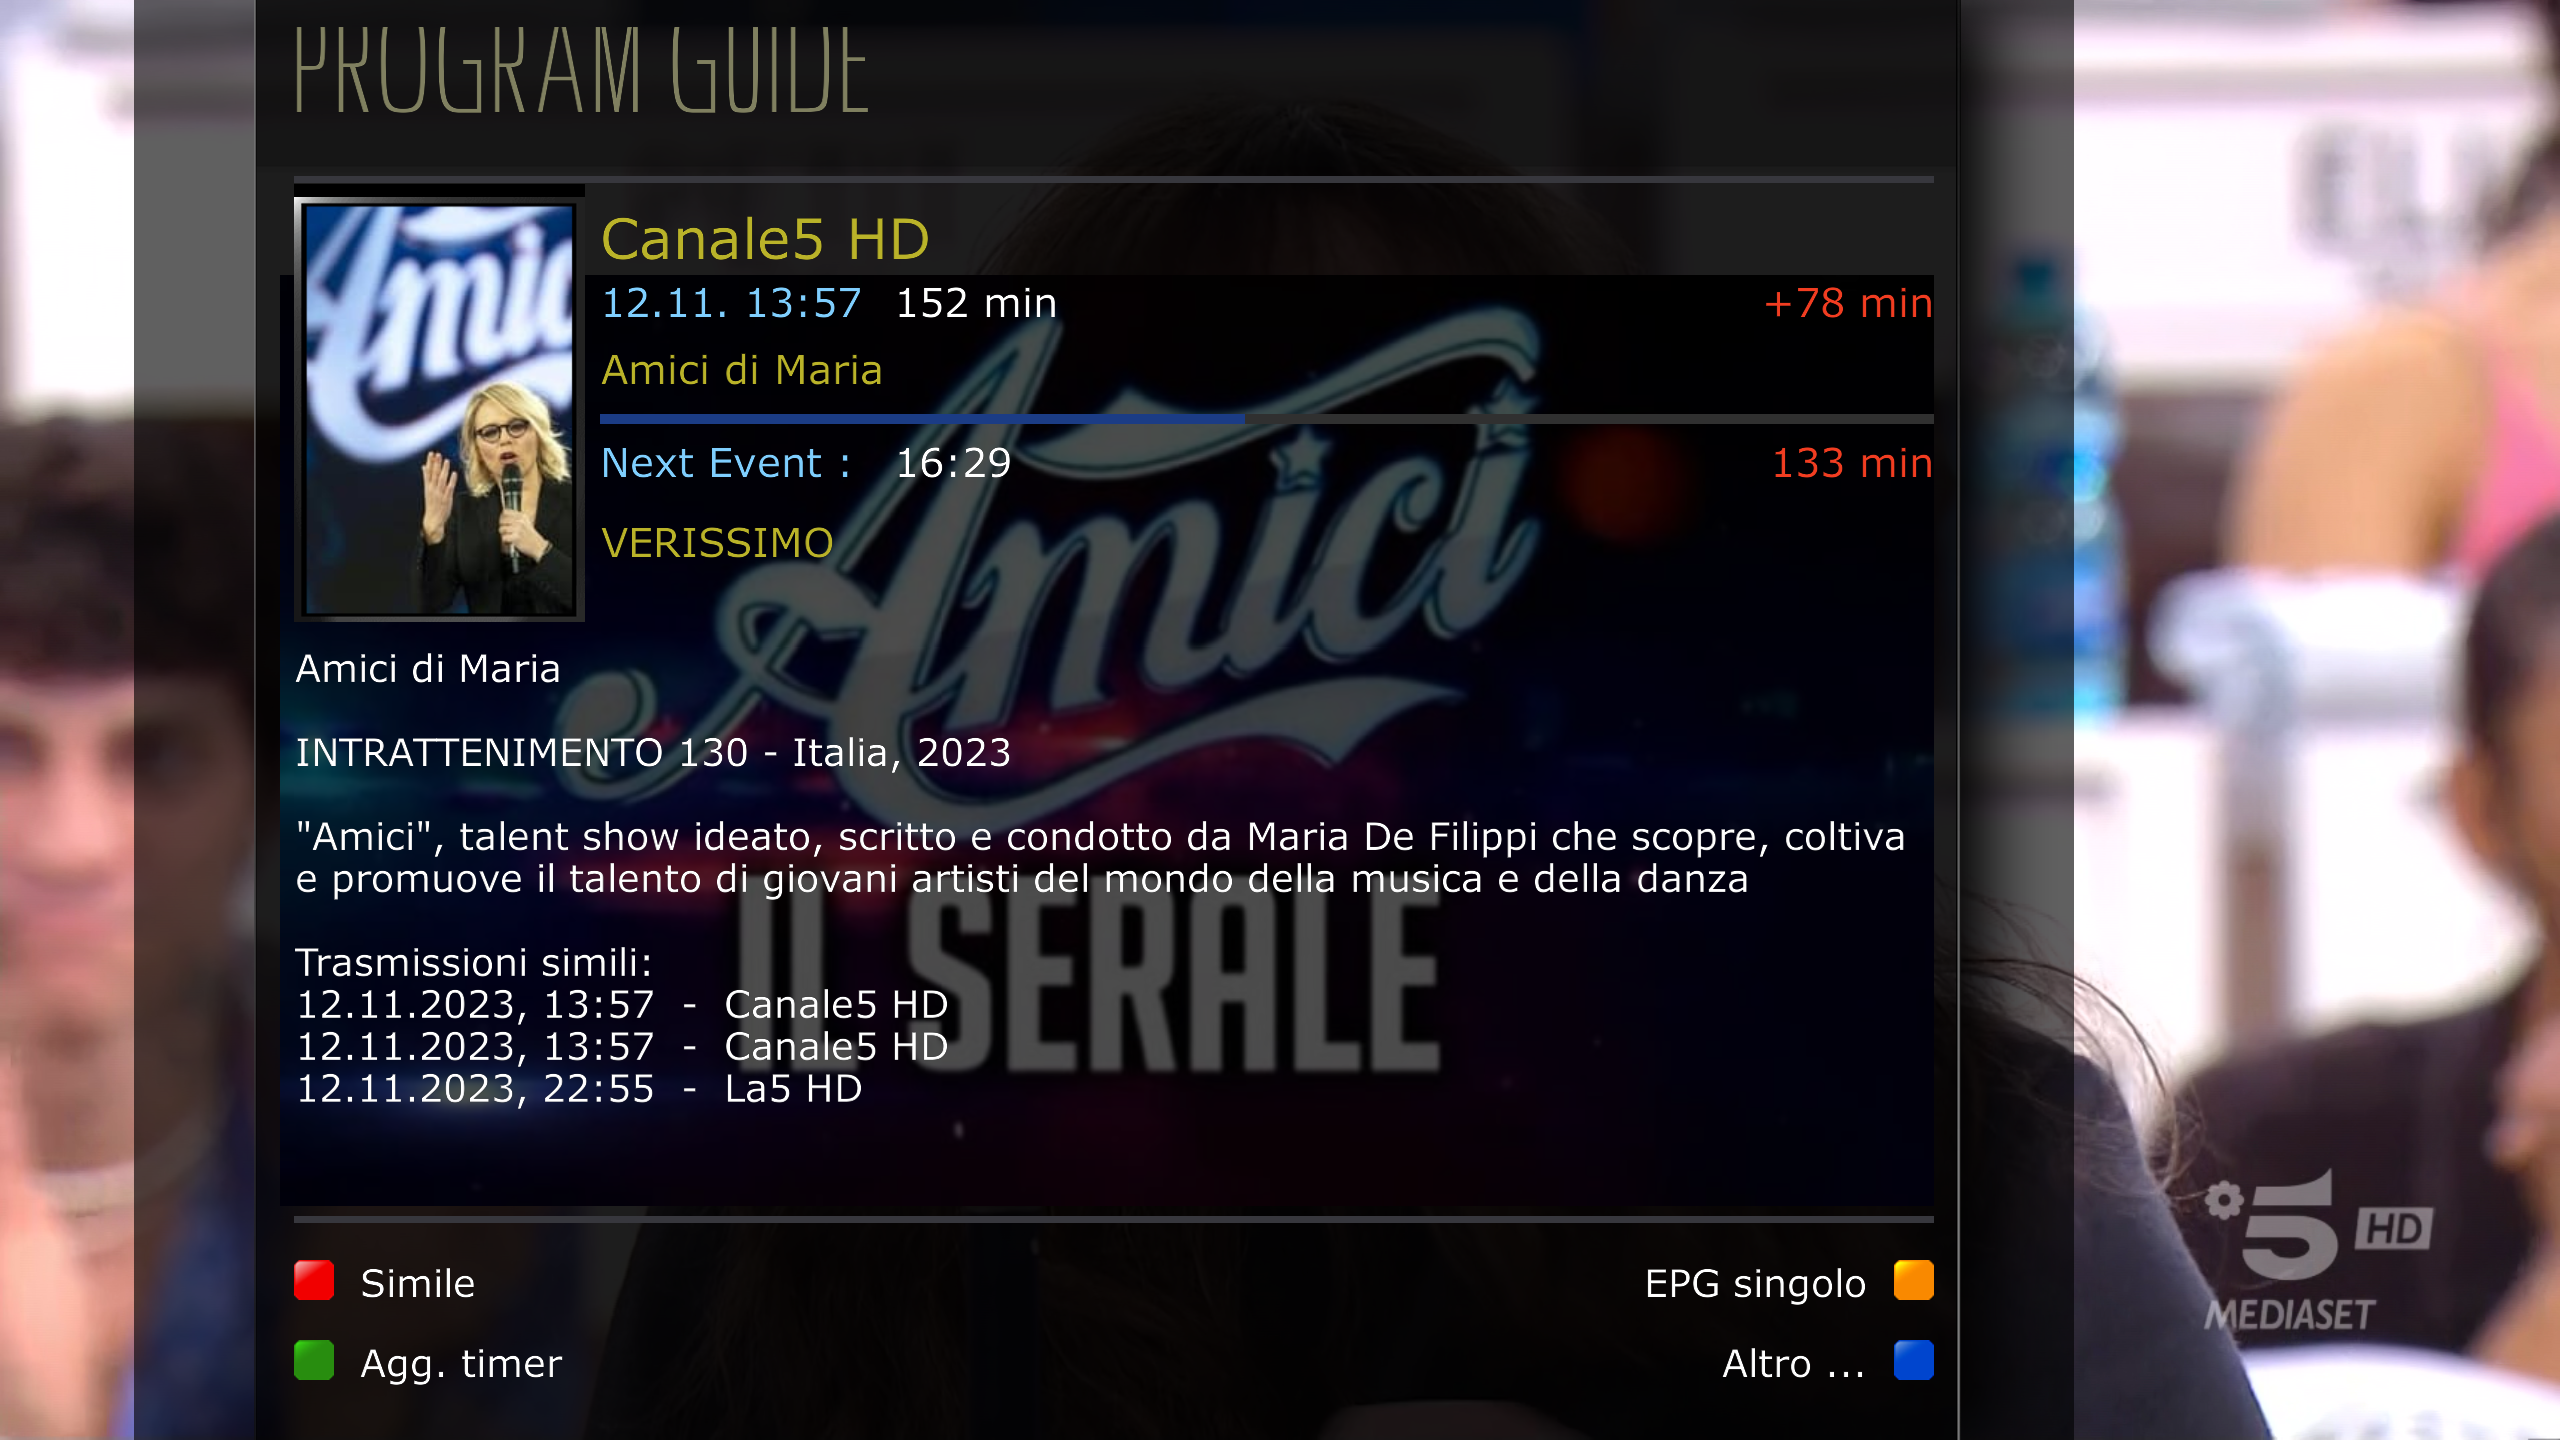 PROGRAM GUIDE
Amici
Canale5 HD
12.11. 13:57 152 min +78 min
Amici di Maria
Next Event : 16:29 133 min
VERISSIMO
Amici
Amici di Maria
INTRATTENIMENTO 130 - Italia, 2023
"Amici", talent show ideato, scritto e condotto da Maria De Filippi che scopre, coltiva
e promuove il talento di giovani artisti del mondo della musica e della danza
IL SERALE
Trasmissioni simili:
12.11.2023, 13:57 - Canale5 HD
12.11.2023, 13:57 - Canale5 HD
12.11.2023, 22:55 - La5 HD
5 HD
MEDIASET
Simile EPG singolo
Agg. timer Altro ...